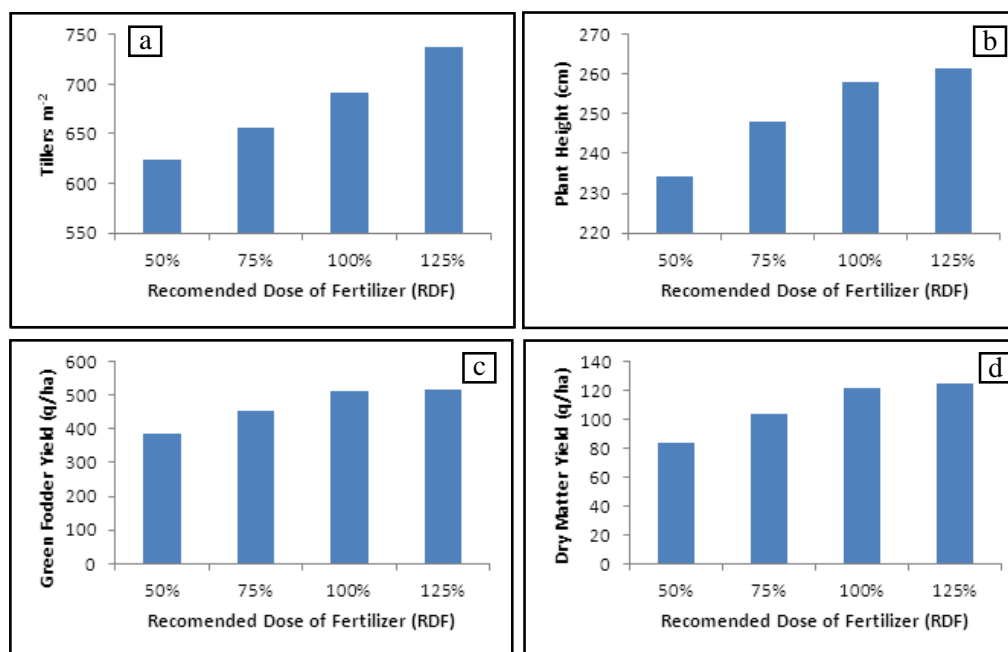 a
Tillers m⁻²
750
700
650
600
550
50% 75% 100% 125%
Recomended Dose of Fertilizer (RDF)
b
Plant Height (cm)
270
260
250
240
230
220
50% 75% 100% 125%
Recomended Dose of Fertilizer (RDF)
c
Green Fodder Yield (q/ha)
600
500
400
300
200
100
0
50% 75% 100% 125%
Recomended Dose of Fertilizer (RDF)
d
Dry Matter Yield (q/ha)
140
120
100
80
60
40
20
0
50% 75% 100% 125%
Recomended Dose of Fertilizer (RDF)